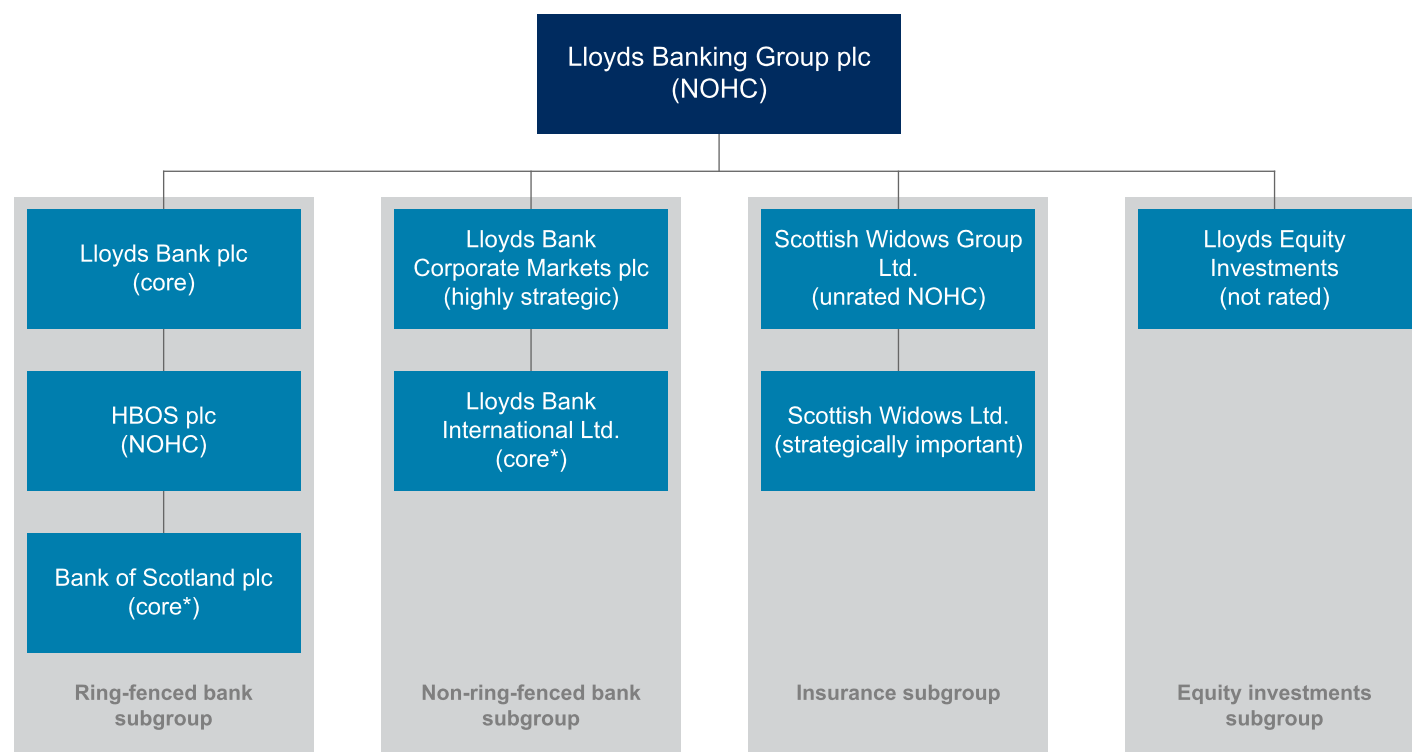 Lloyds Banking Group plc
(NOHC)
Lloyds Bank plc
(core)
HBOS plc
(NOHC)
Bank of Scotland plc
(core*)
Ring-fenced bank
subgroup
Lloyds Bank
Corporate Markets plc
(highly strategic)
Lloyds Bank
International Ltd.
(core*)
Non-ring-fenced bank
subgroup
Scottish Widows Group
Ltd.
(unrated NOHC)
Scottish Widows Ltd.
(strategically important)
Insurance subgroup
Lloyds Equity
Investments
(not rated)
Equity investments
subgroup